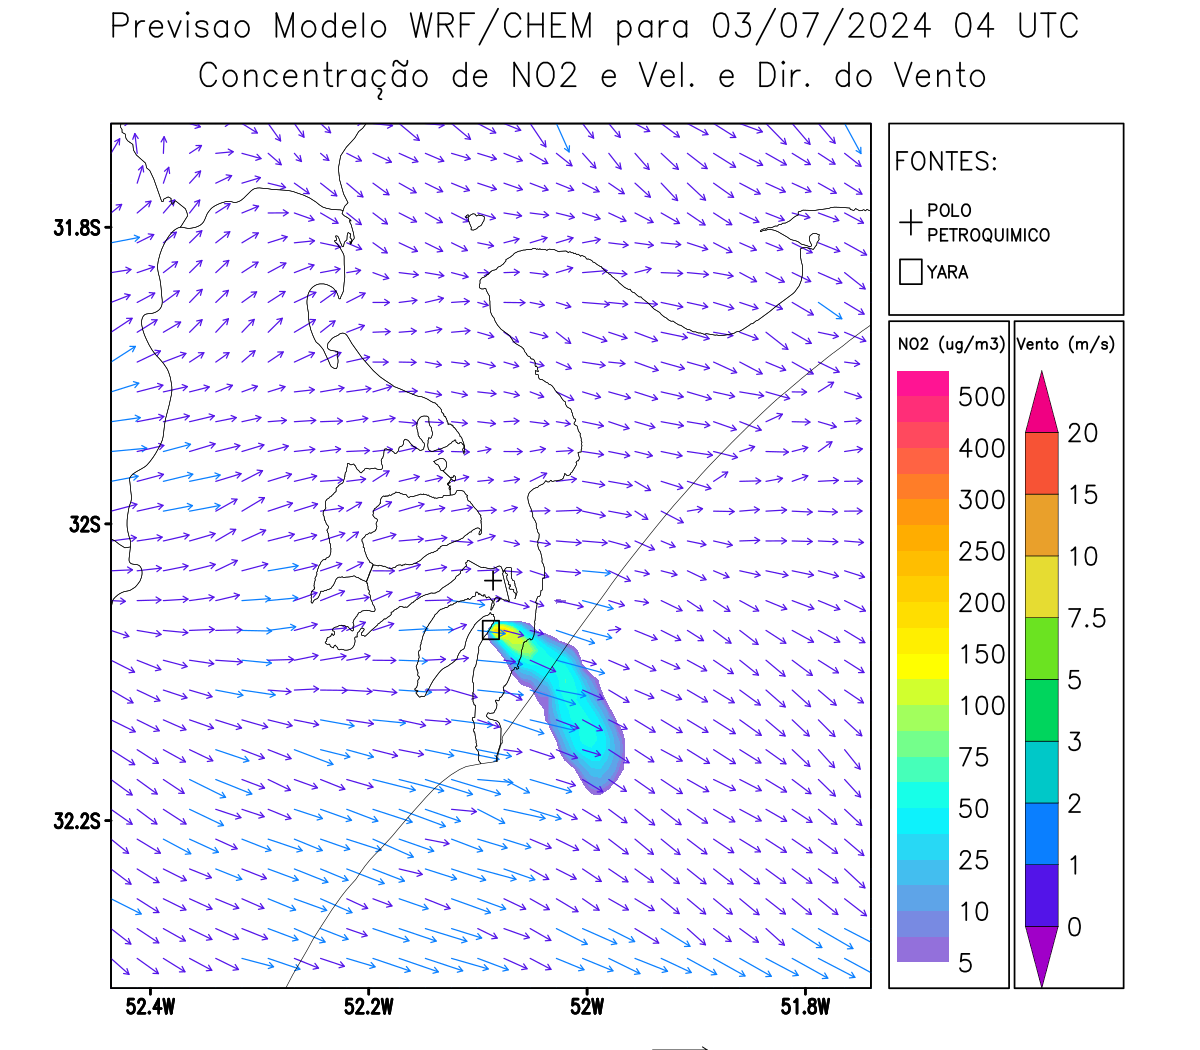 Previsao Modelo WRF/CHEM para 03/07/2024 04 UTC
Concentração de NO2 e Vel. e Dir. do Vento
FONTES:
POLO
PETROQUIMICO
YARA
NO2 (ug/m3)
500
400
300
250
200
150
100
75
50
25
10
5
Vento (m/s)
20
15
10
7.5
5
3
2
1
0
31.8S
32S
32.2S
52.4W
52.2W
52W
51.8W